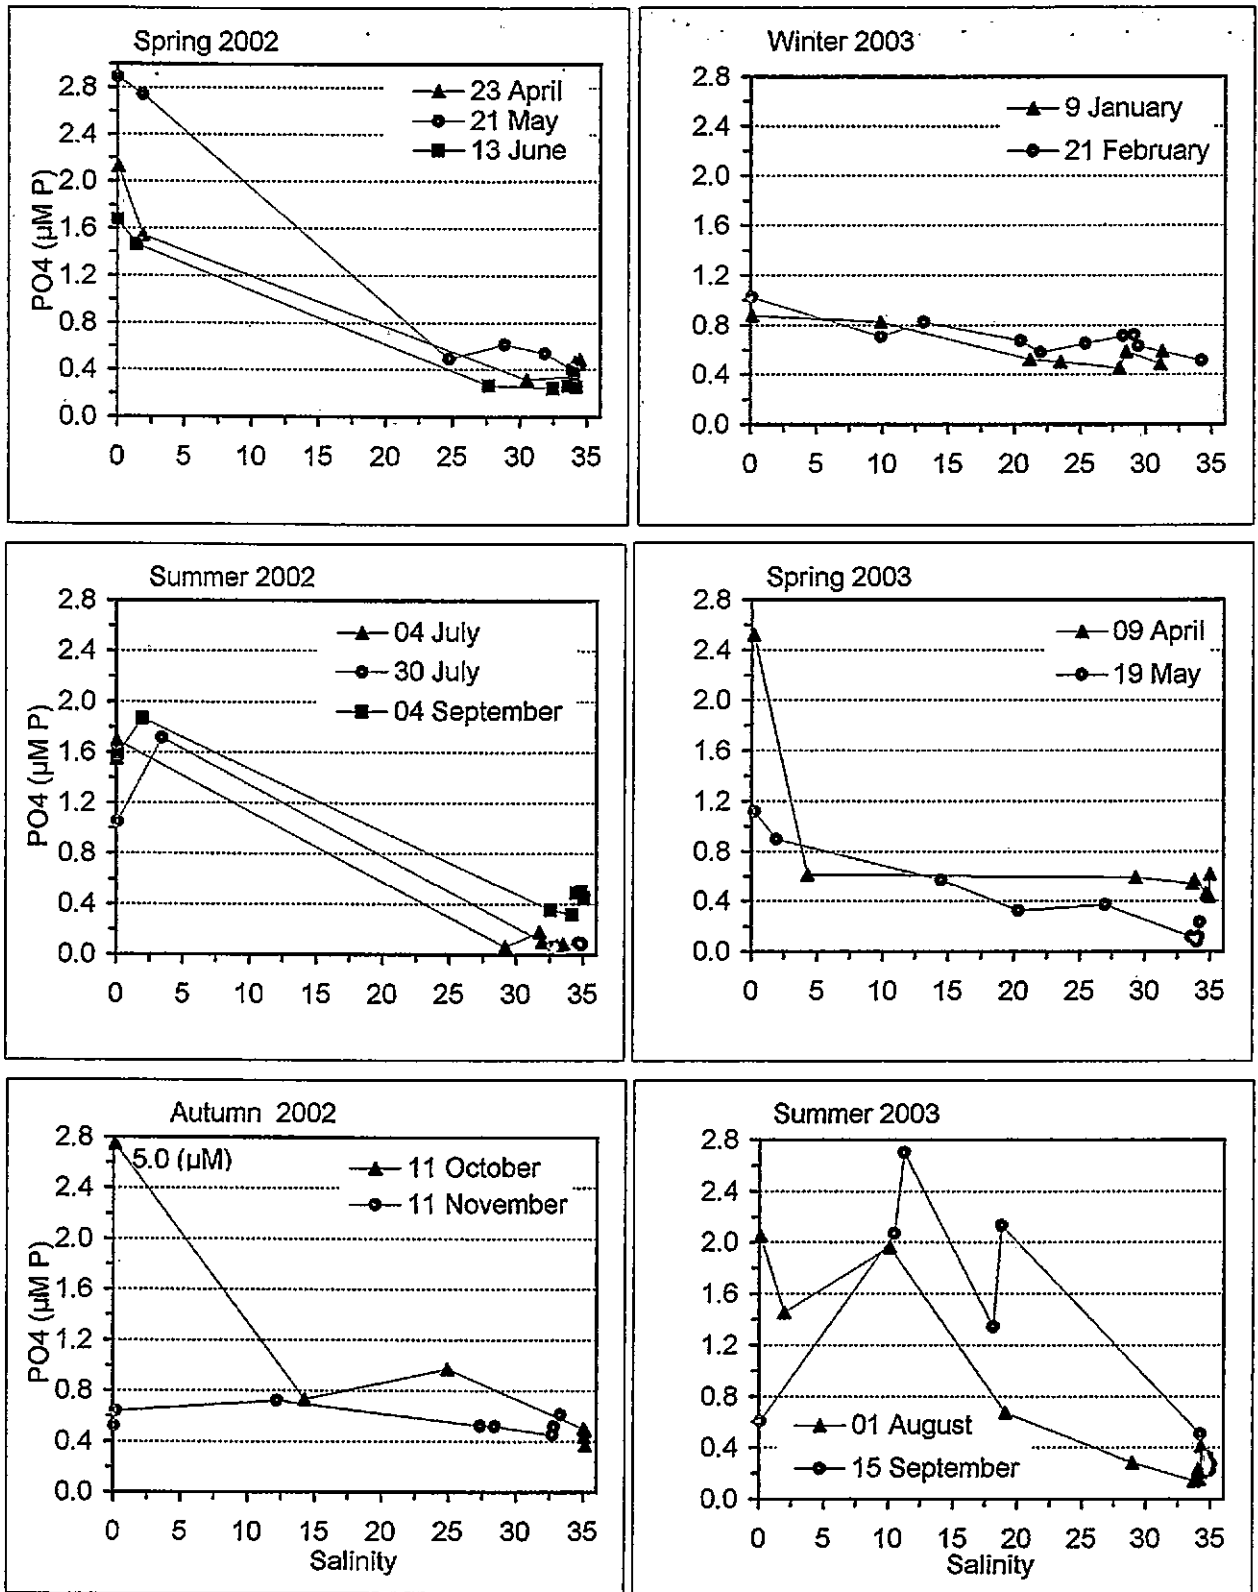 Spring 2002
23 April
21 May
13 June
PO4 (µM P)
2.8
2.4
2.0
1.6
1.2
0.8
0.4
0.0
0 5 10 15 20 25 30 35
Winter 2003
9 January
21 February
2.8
2.4
2.0
1.6
1.2
0.8
0.4
0.0
0 5 10 15 20 25 30 35
Summer 2002
04 July
30 July
04 September
PO4 (µM P)
2.8
2.4
2.0
1.6
1.2
0.8
0.4
0.0
0 5 10 15 20 25 30 35
Spring 2003
09 April
19 May
2.8
2.4
2.0
1.6
1.2
0.8
0.4
0.0
0 5 10 15 20 25 30 35
Autumn 2002
5.0 (µM)
11 October
11 November
PO4 (µM P)
2.8
2.4
2.0
1.6
1.2
0.8
0.4
0.0
0 5 10 15 20 25 30 35
Salinity
Summer 2003
2.8
2.4
2.0
1.6
1.2
0.8
0.4
0.0
01 August
15 September
0 5 10 15 20 25 30 35
Salinity